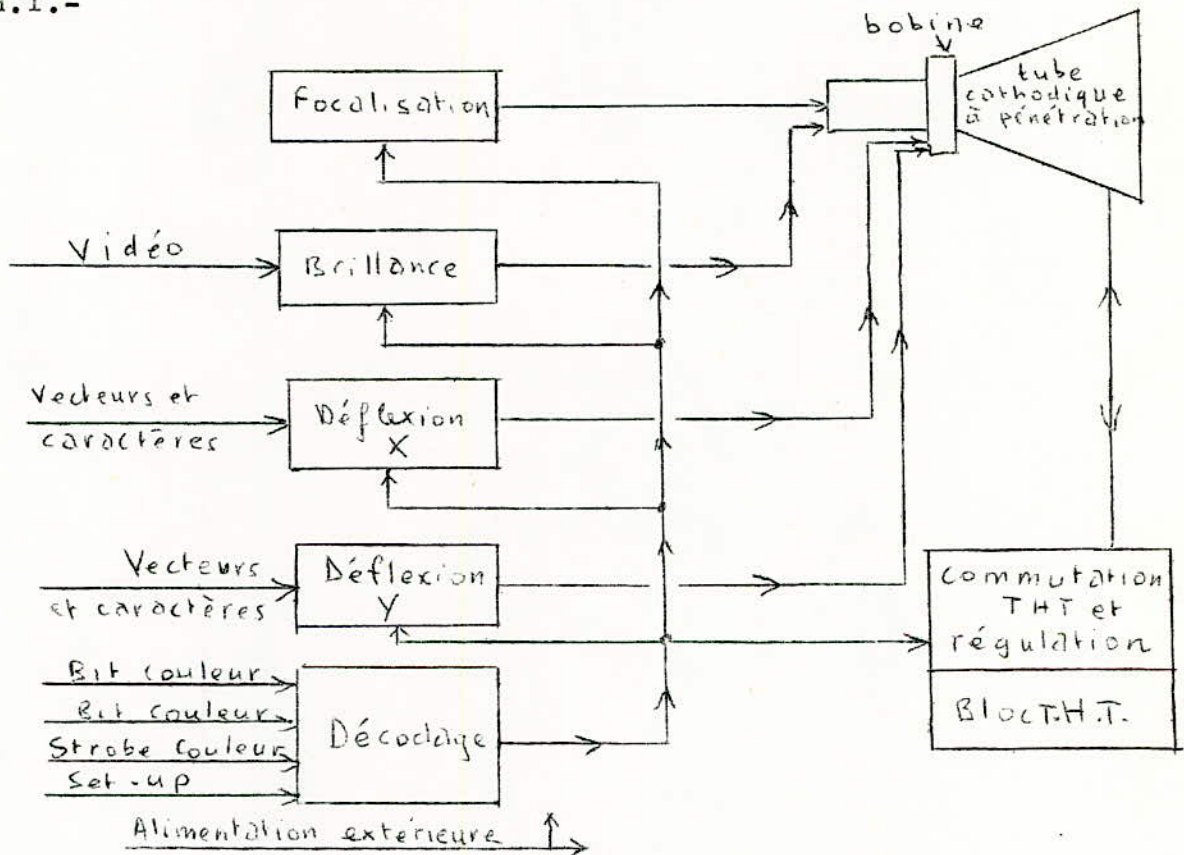 bobine
Focalisation
tube
cathodique
à pénétration
Vidéo
Brillance
Vecteurs et
caractères
Déflexion
X
Vecteurs
et caractères
Déflexion
Y
Commutation
THT et
régulation
Bloc T.H.T.
Bit couleur
Bit couleur
Strobe couleur
Set-up
Décodage
Alimentation extérieure